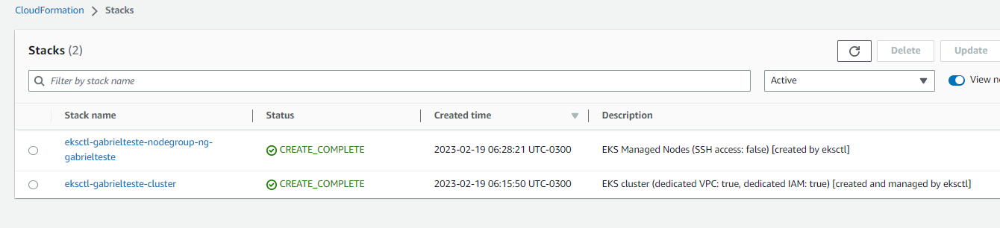 CloudFormation > Stacks
Stacks (2)
Delete
Update
Filter by stack name
Active
Stack name
Status
Created time
Description
eksctl-gabrielteste-nodegroup-ng-
gabrielteste
CREATE_COMPLETE
2023-02-19 06:28:21 UTC-0300
EKS Managed Nodes (SSH access: false) [created by eksctl]
eksctl-gabrielteste-cluster
CREATE_COMPLETE
2023-02-19 06:15:50 UTC-0300
EKS cluster (dedicated VPC: true, dedicated IAM: true) [created and managed by eksctl]
View